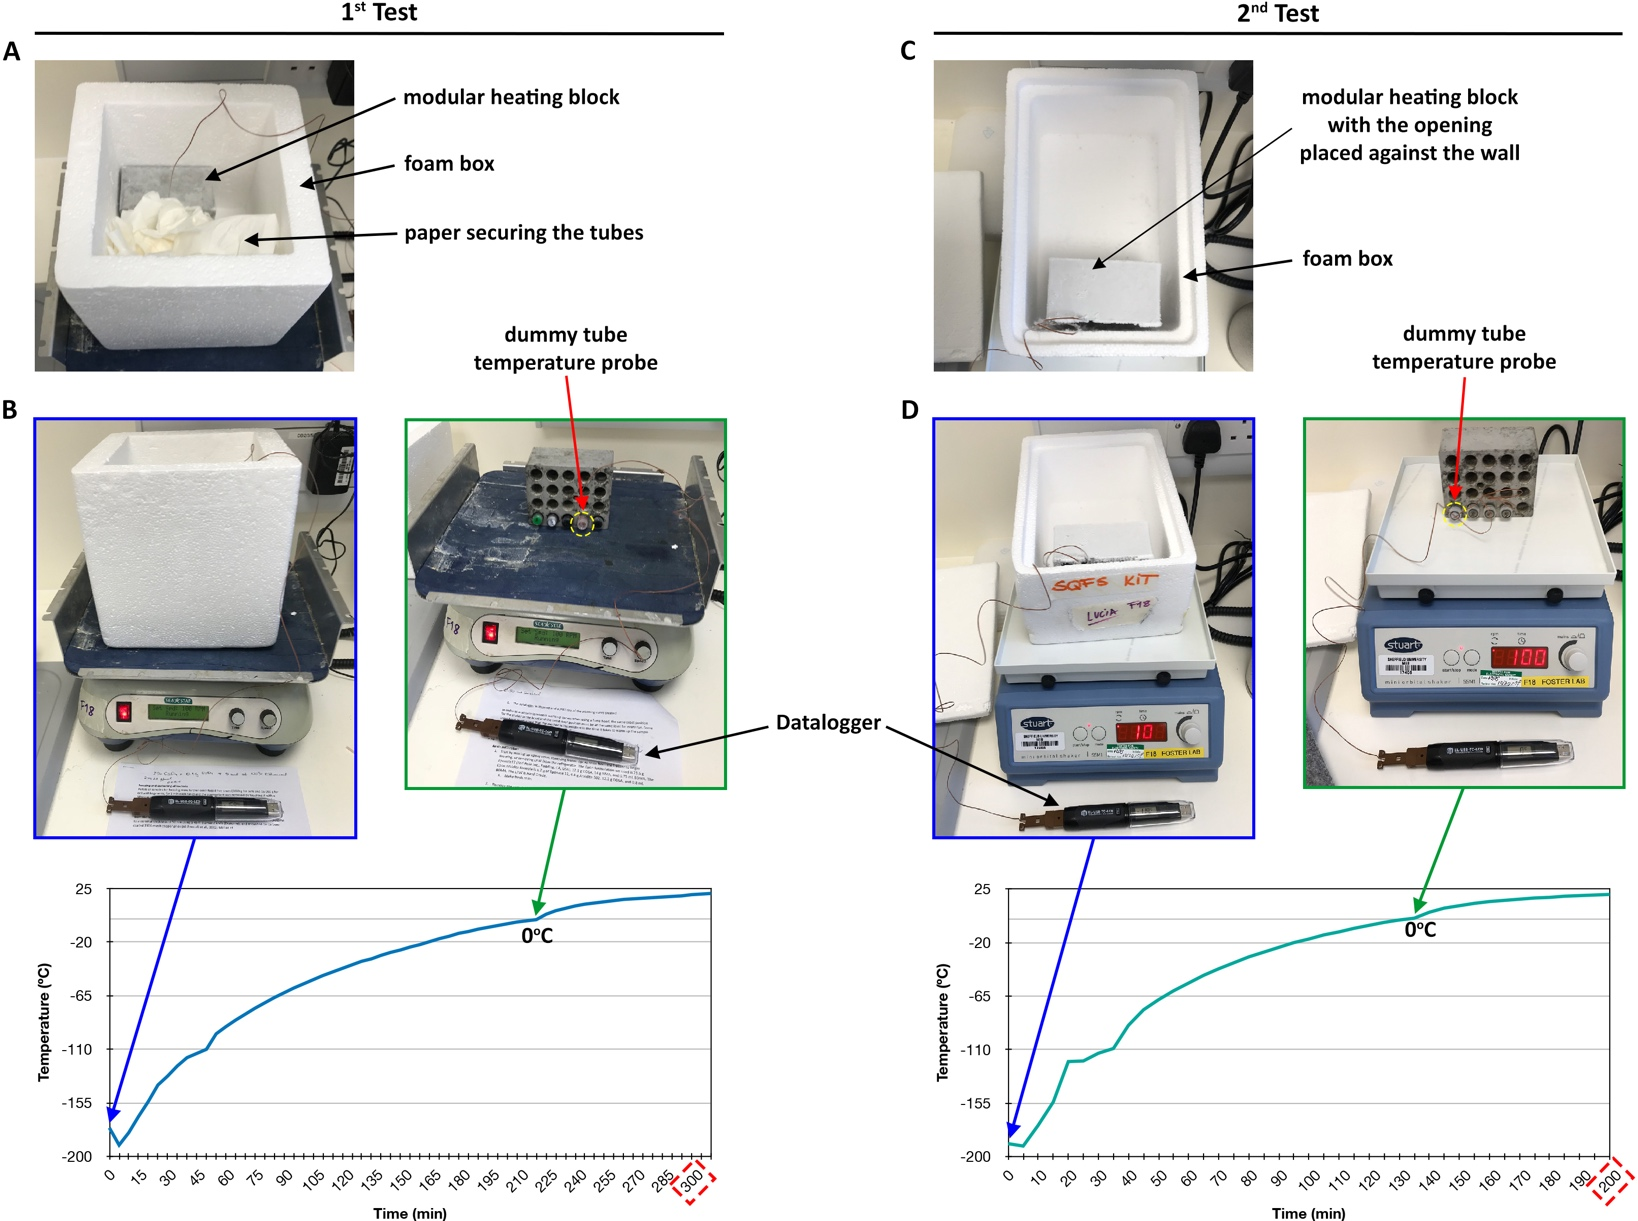 1st Test
2nd Test
A
modular heating block
foam box
paper securing the tubes
C
modular heating block
with the opening
placed against the wall
foam box
dummy tube
temperature probe
dummy tube
temperature probe
B
F18
F18
Datalogger
D
SQFS KIT
LUCIA F18
stuart
10
F18 FOSTER LAB
stuart
100
mini orbital shaker
F18 FOSTER LAB
0°C
Temperature (°C)
25
-20
-65
-110
-155
-200
0 15 30 45 60 75 90 105 120 135 150 165 180 195 210 225 240 255 270 285 300
Time (min)
0°C
Temperature (°C)
25
-20
-65
-110
-155
-200
0 10 20 30 40 50 60 70 80 90 100 110 120 130 140 150 160 170 180 190 200
Time (min)